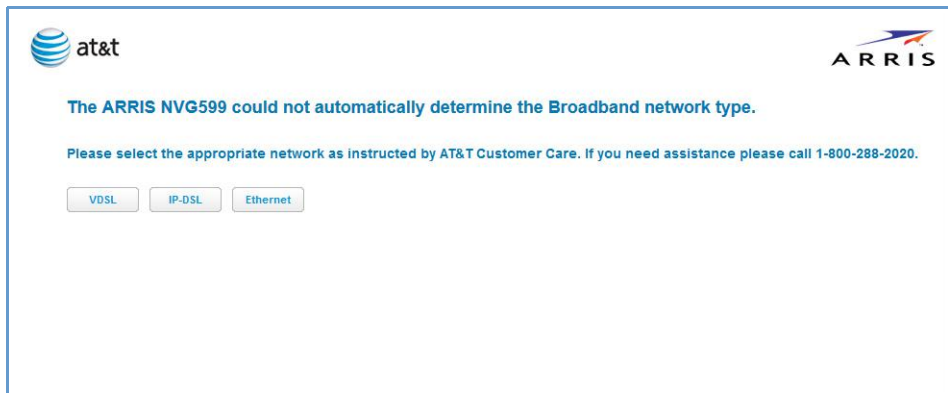 at&t
ARRIS
The ARRIS NVG599 could not automatically determine the Broadband network type.
Please select the appropriate network as instructed by AT&T Customer Care. If you need assistance please call 1-800-288-2020.
VDSL IP-DSL Ethernet